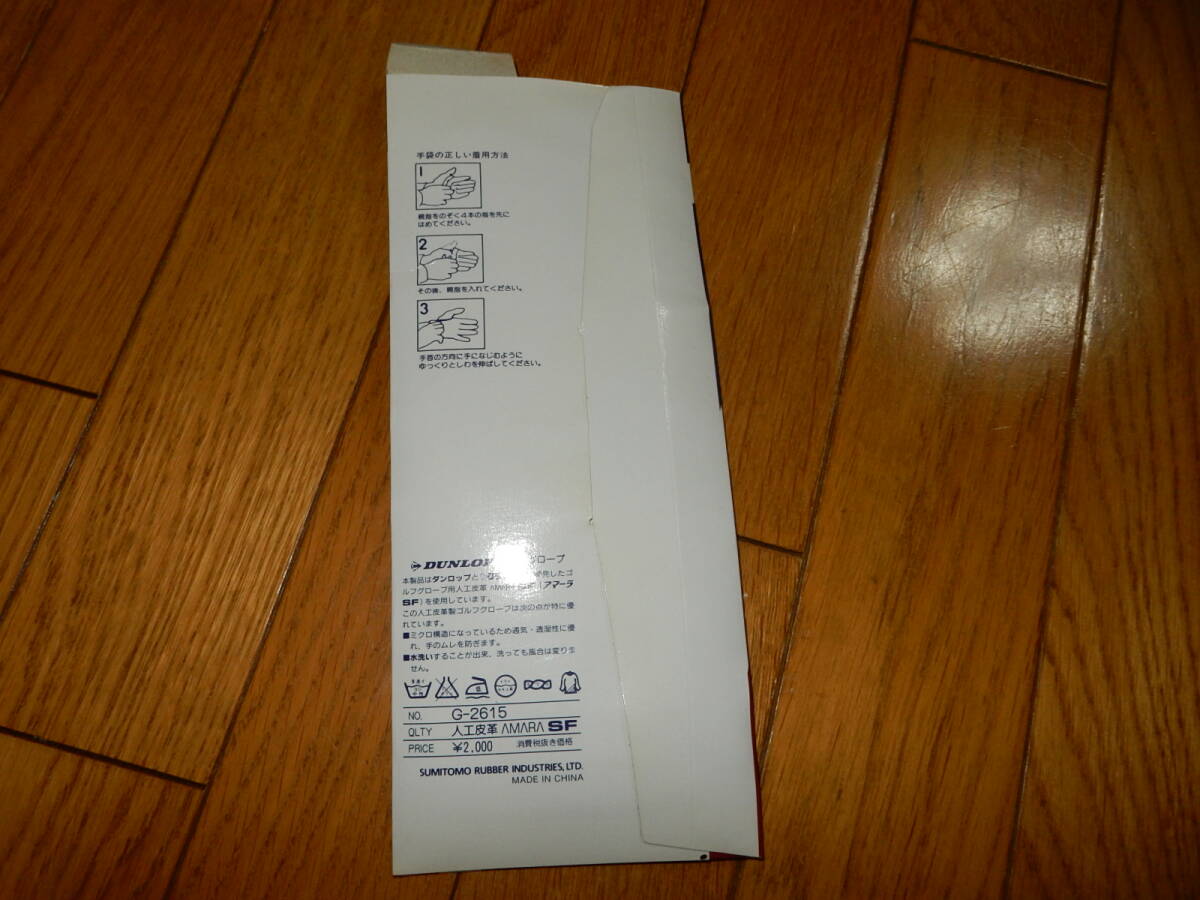 手袋の正しい着用方法
1
親指をのぞく4本の指を先に
はめてください。
2
その後、親指を入れてください。
3
手首の方向に手になじむように
ゆっくりとしわを伸ばしてください。
DUNLOP グローブ
本製品はダンロップと 発したゴ
ルフグローブ用人工皮革 AMARA (アマーラ
SF)を使用しています。
この人工皮革製ゴルフグローブは次の点が特に優
れています。
■ミクロ構造になっているため通気・透湿性に優
れ、手のムレを防ぎます。
■水洗いすることが出来、洗っても風合は変りま
せん。
NO. G-2615
QLTY 人工皮革 AMARA SF
PRICE ¥2,000 消費税抜き価格
SUMITOMO RUBBER INDUSTRIES, LTD.
MADE IN CHINA